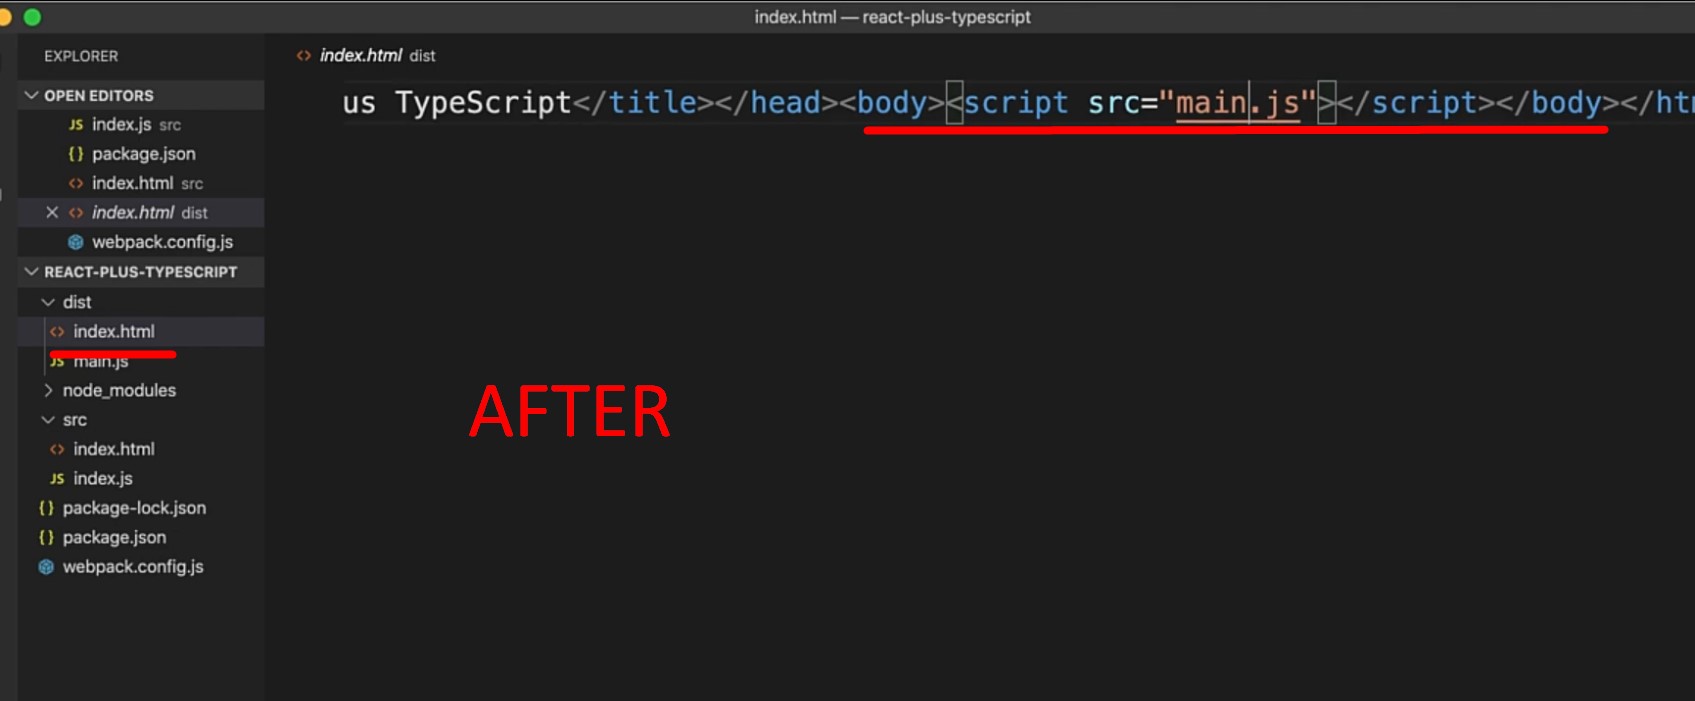 index.html — react-plus-typescript
EXPLORER
OPEN EDITORS
JS index.js src
{} package.json
<> index.html src
<> index.html dist
webpack.config.js
REACT-PLUS-TYPESCRIPT
dist
<> index.html
JS main.js
node_modules
src
<> index.html
JS index.js
{} package-lock.json
{} package.json
webpack.config.js
<> index.html dist
us TypeScript</title></head><body><script src="main.js"></script></body></ht
AFTER